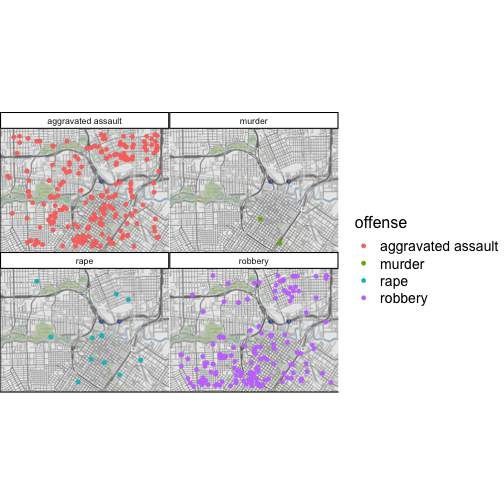 aggravated assault
murder
rape
robbery
offense
aggravated assault
murder
rape
robbery